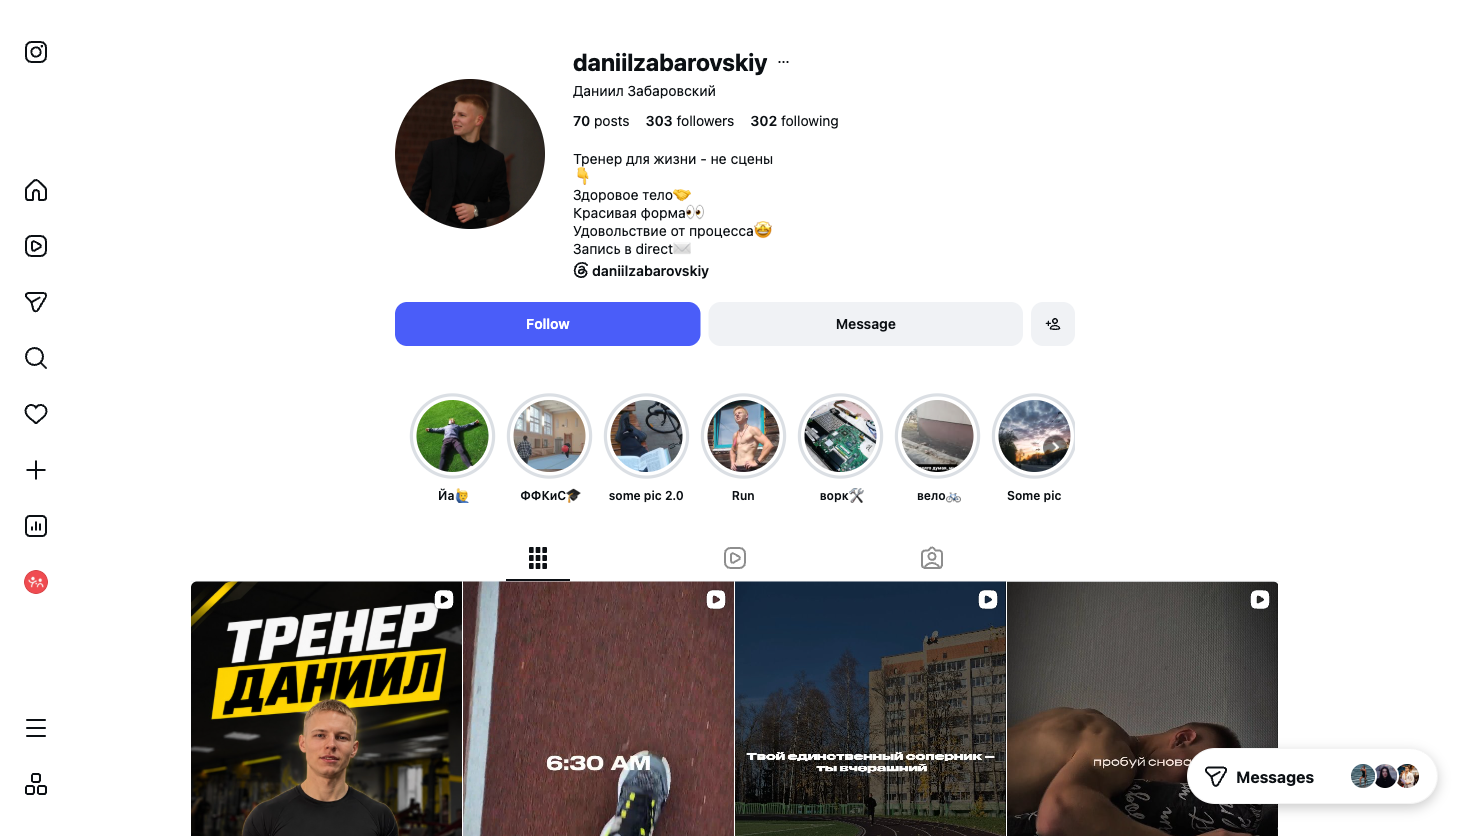 daniilzabarovskiy ...
Даниил Забаровский
70 posts 303 followers 302 following
Тренер для жизни - не сцены
👇
Здоровое тело🤝
Красивая форма👀
Удовольствие от процесса🤩
Запись в direct✉️
daniilzabarovskiy
Follow
Message
Йа🙋‍♂️
ФФКиС🎓
some pic 2.0
Run
ворк🛠️
вело🚲
Some pic
ТРЕНЕР
ДАНИИЛ
6:30 AM
Твой единственный соперник —
ты вчерашний
пробуй снова
Messages